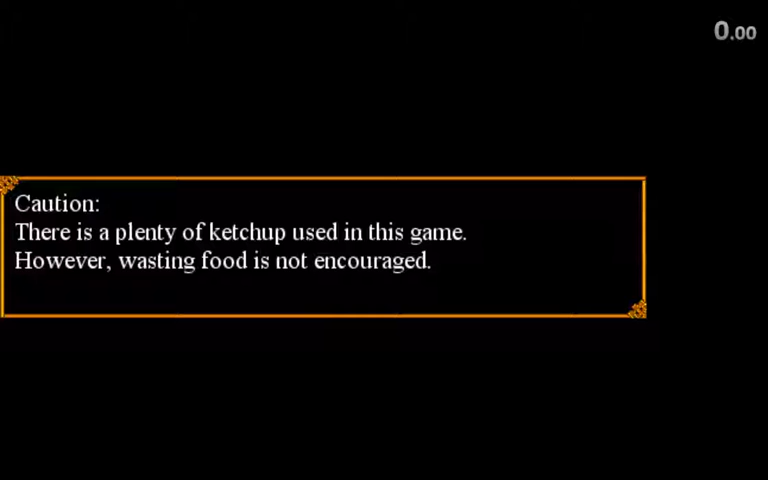 0.00
Caution:
There is a plenty of ketchup used in this game.
However, wasting food is not encouraged.